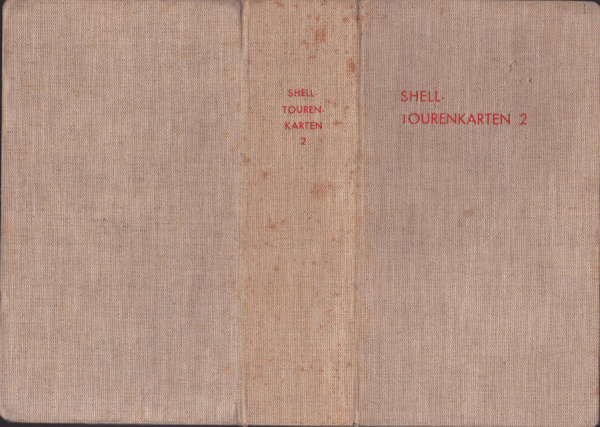 SHELL-
TOUREN-
KARTEN
2
SHELL-
TOURENKARTEN 2